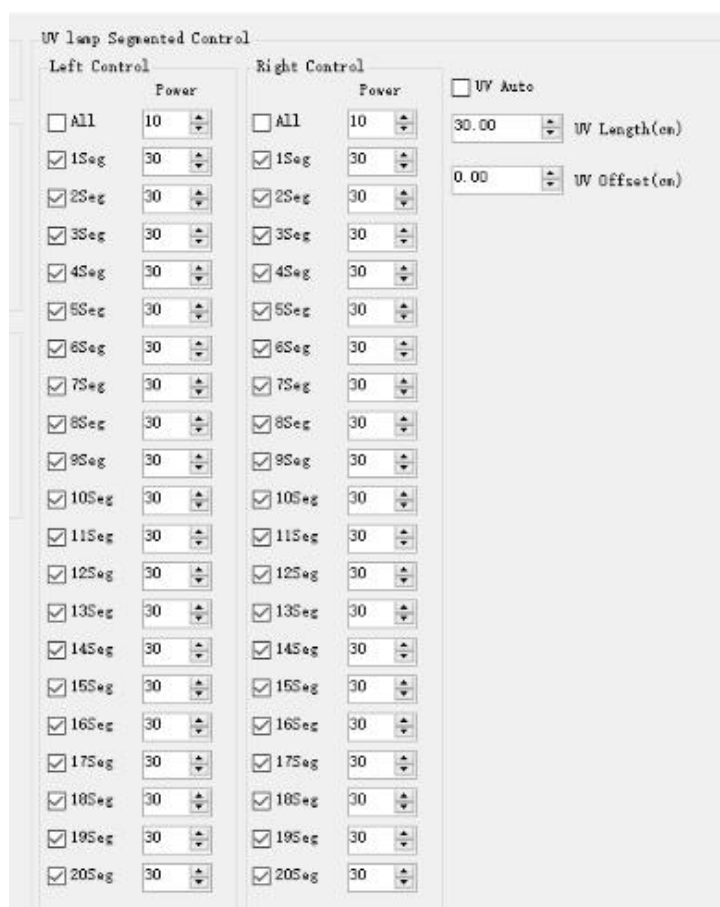 UV lamp Segmented Control
Left Control Right Control
Power Power UV Auto
All 10 All 10 30.00 UV Length(cm)
1Seg 30 1Seg 30
2Seg 30 2Seg 30 0.00 UV Offset(cm)
3Seg 30 3Seg 30
4Seg 30 4Seg 30
5Seg 30 5Seg 30
6Seg 30 6Seg 30
7Seg 30 7Seg 30
8Seg 30 8Seg 30
9Seg 30 9Seg 30
10Seg 30 10Seg 30
11Seg 30 11Seg 30
12Seg 30 12Seg 30
13Seg 30 13Seg 30
14Seg 30 14Seg 30
15Seg 30 15Seg 30
16Seg 30 16Seg 30
17Seg 30 17Seg 30
18Seg 30 18Seg 30
19Seg 30 19Seg 30
20Seg 30 20Seg 30